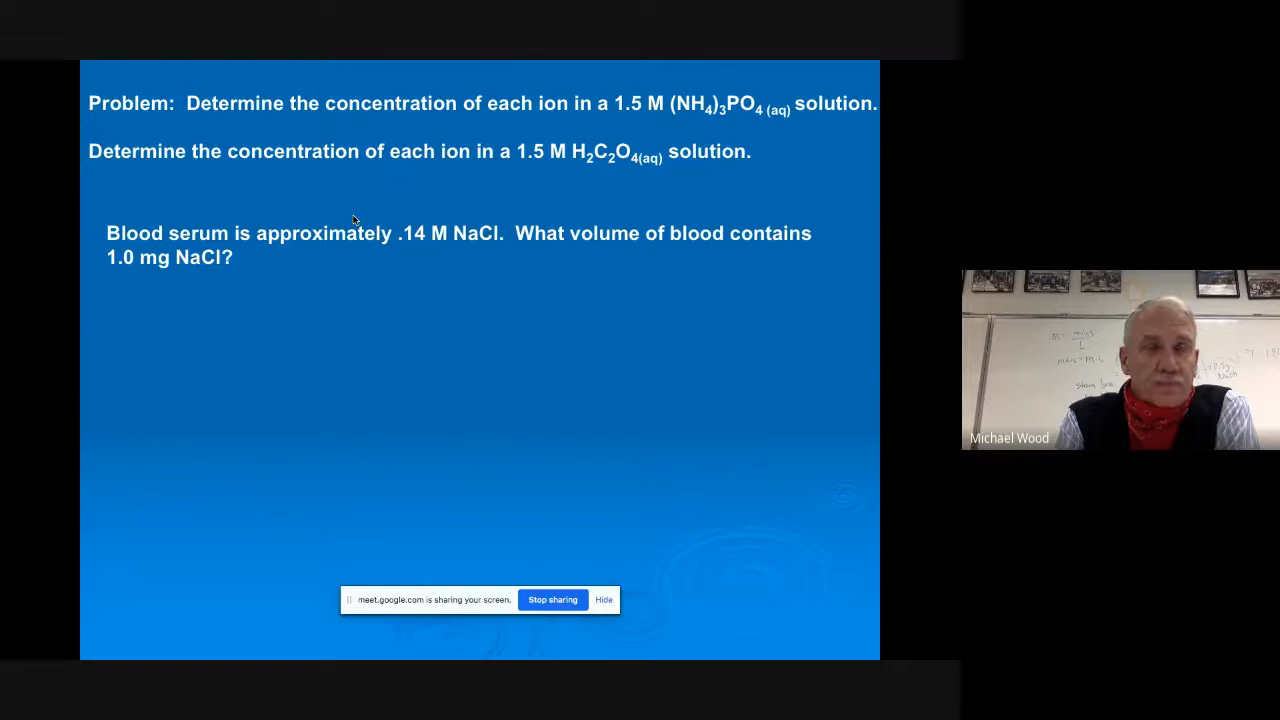 Problem: Determine the concentration of each ion in a 1.5 M (NH4)3PO4 (aq) solution.
Determine the concentration of each ion in a 1.5 M H2C2O4(aq) solution.
Blood serum is approximately .14 M NaCl. What volume of blood contains
1.0 mg NaCl?
M = moles
L
moles = M · L
Michael Wood
meet.google.com is sharing your screen. Stop sharing Hide